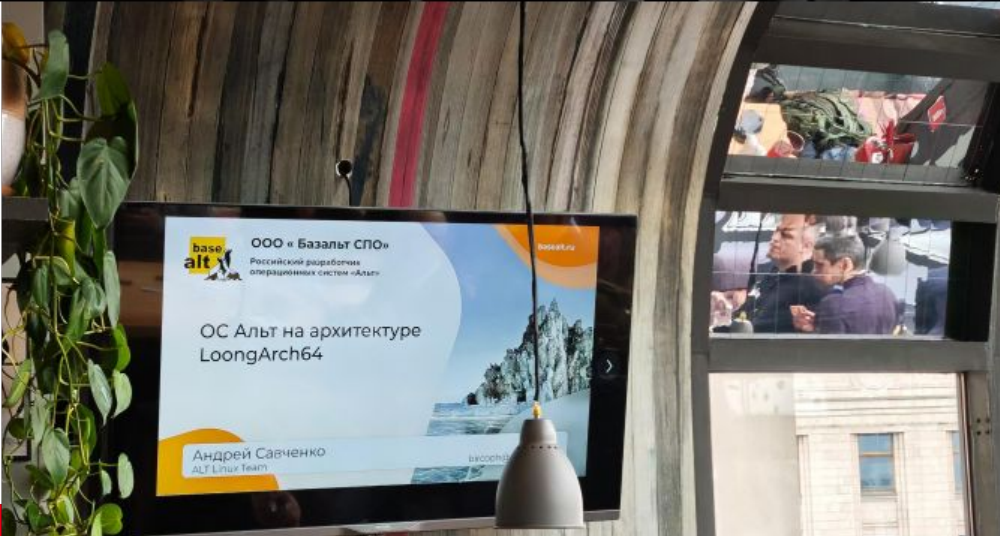 base
alt
ООО « Базальт СПО»
Российский разработчик
операционных систем «Альт»
basealt.ru
ОС Альт на архитектуре
LoongArch64
Андрей Савченко
ALT Linux Team